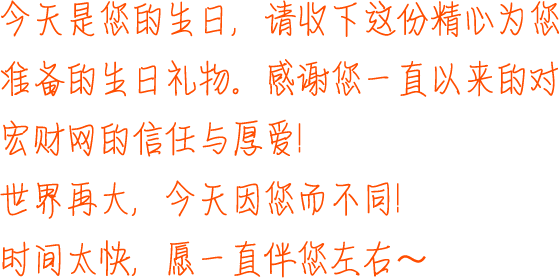 今天是您的生日，请收下这份精心为您
准备的生日礼物。感谢您一直以来的对
宏财网的信任与厚爱!
世界再大，今天因您而不同!
时间太快，愿一直伴您左右～